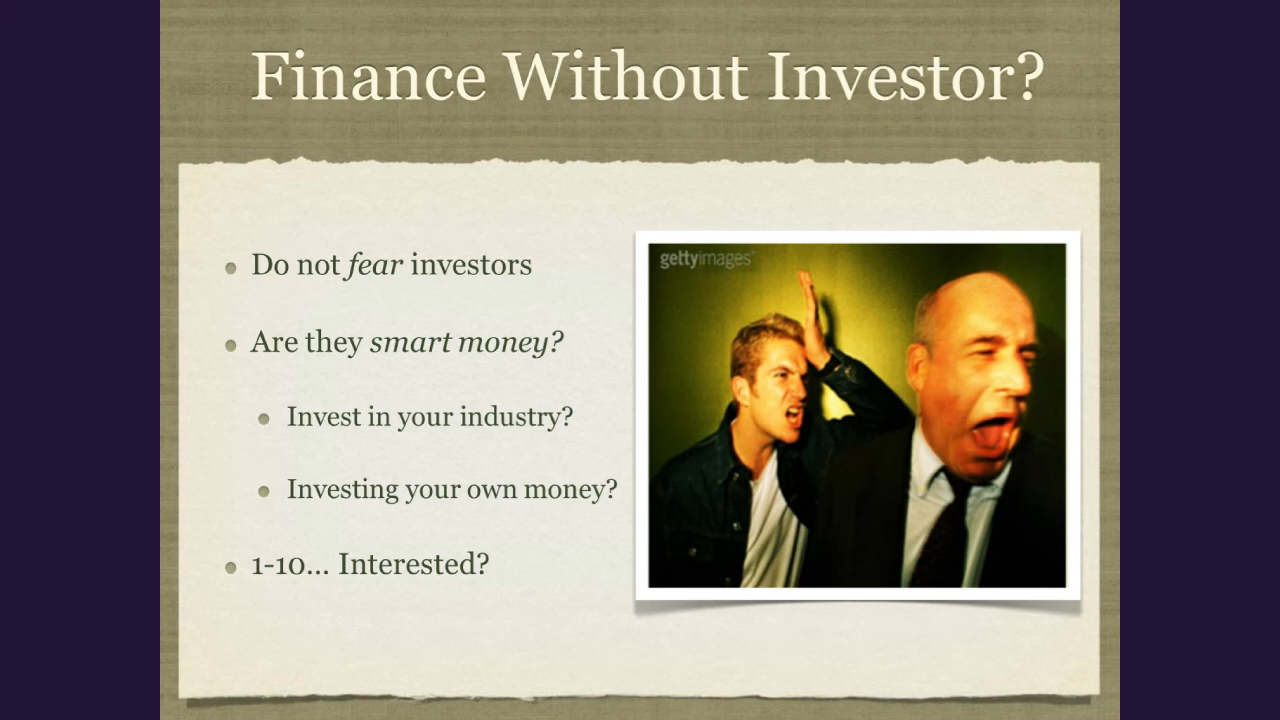 Finance Without Investor?
Do not fear investors
Are they smart money?
Invest in your industry?
Investing your own money?
1-10... Interested?
gettyimages